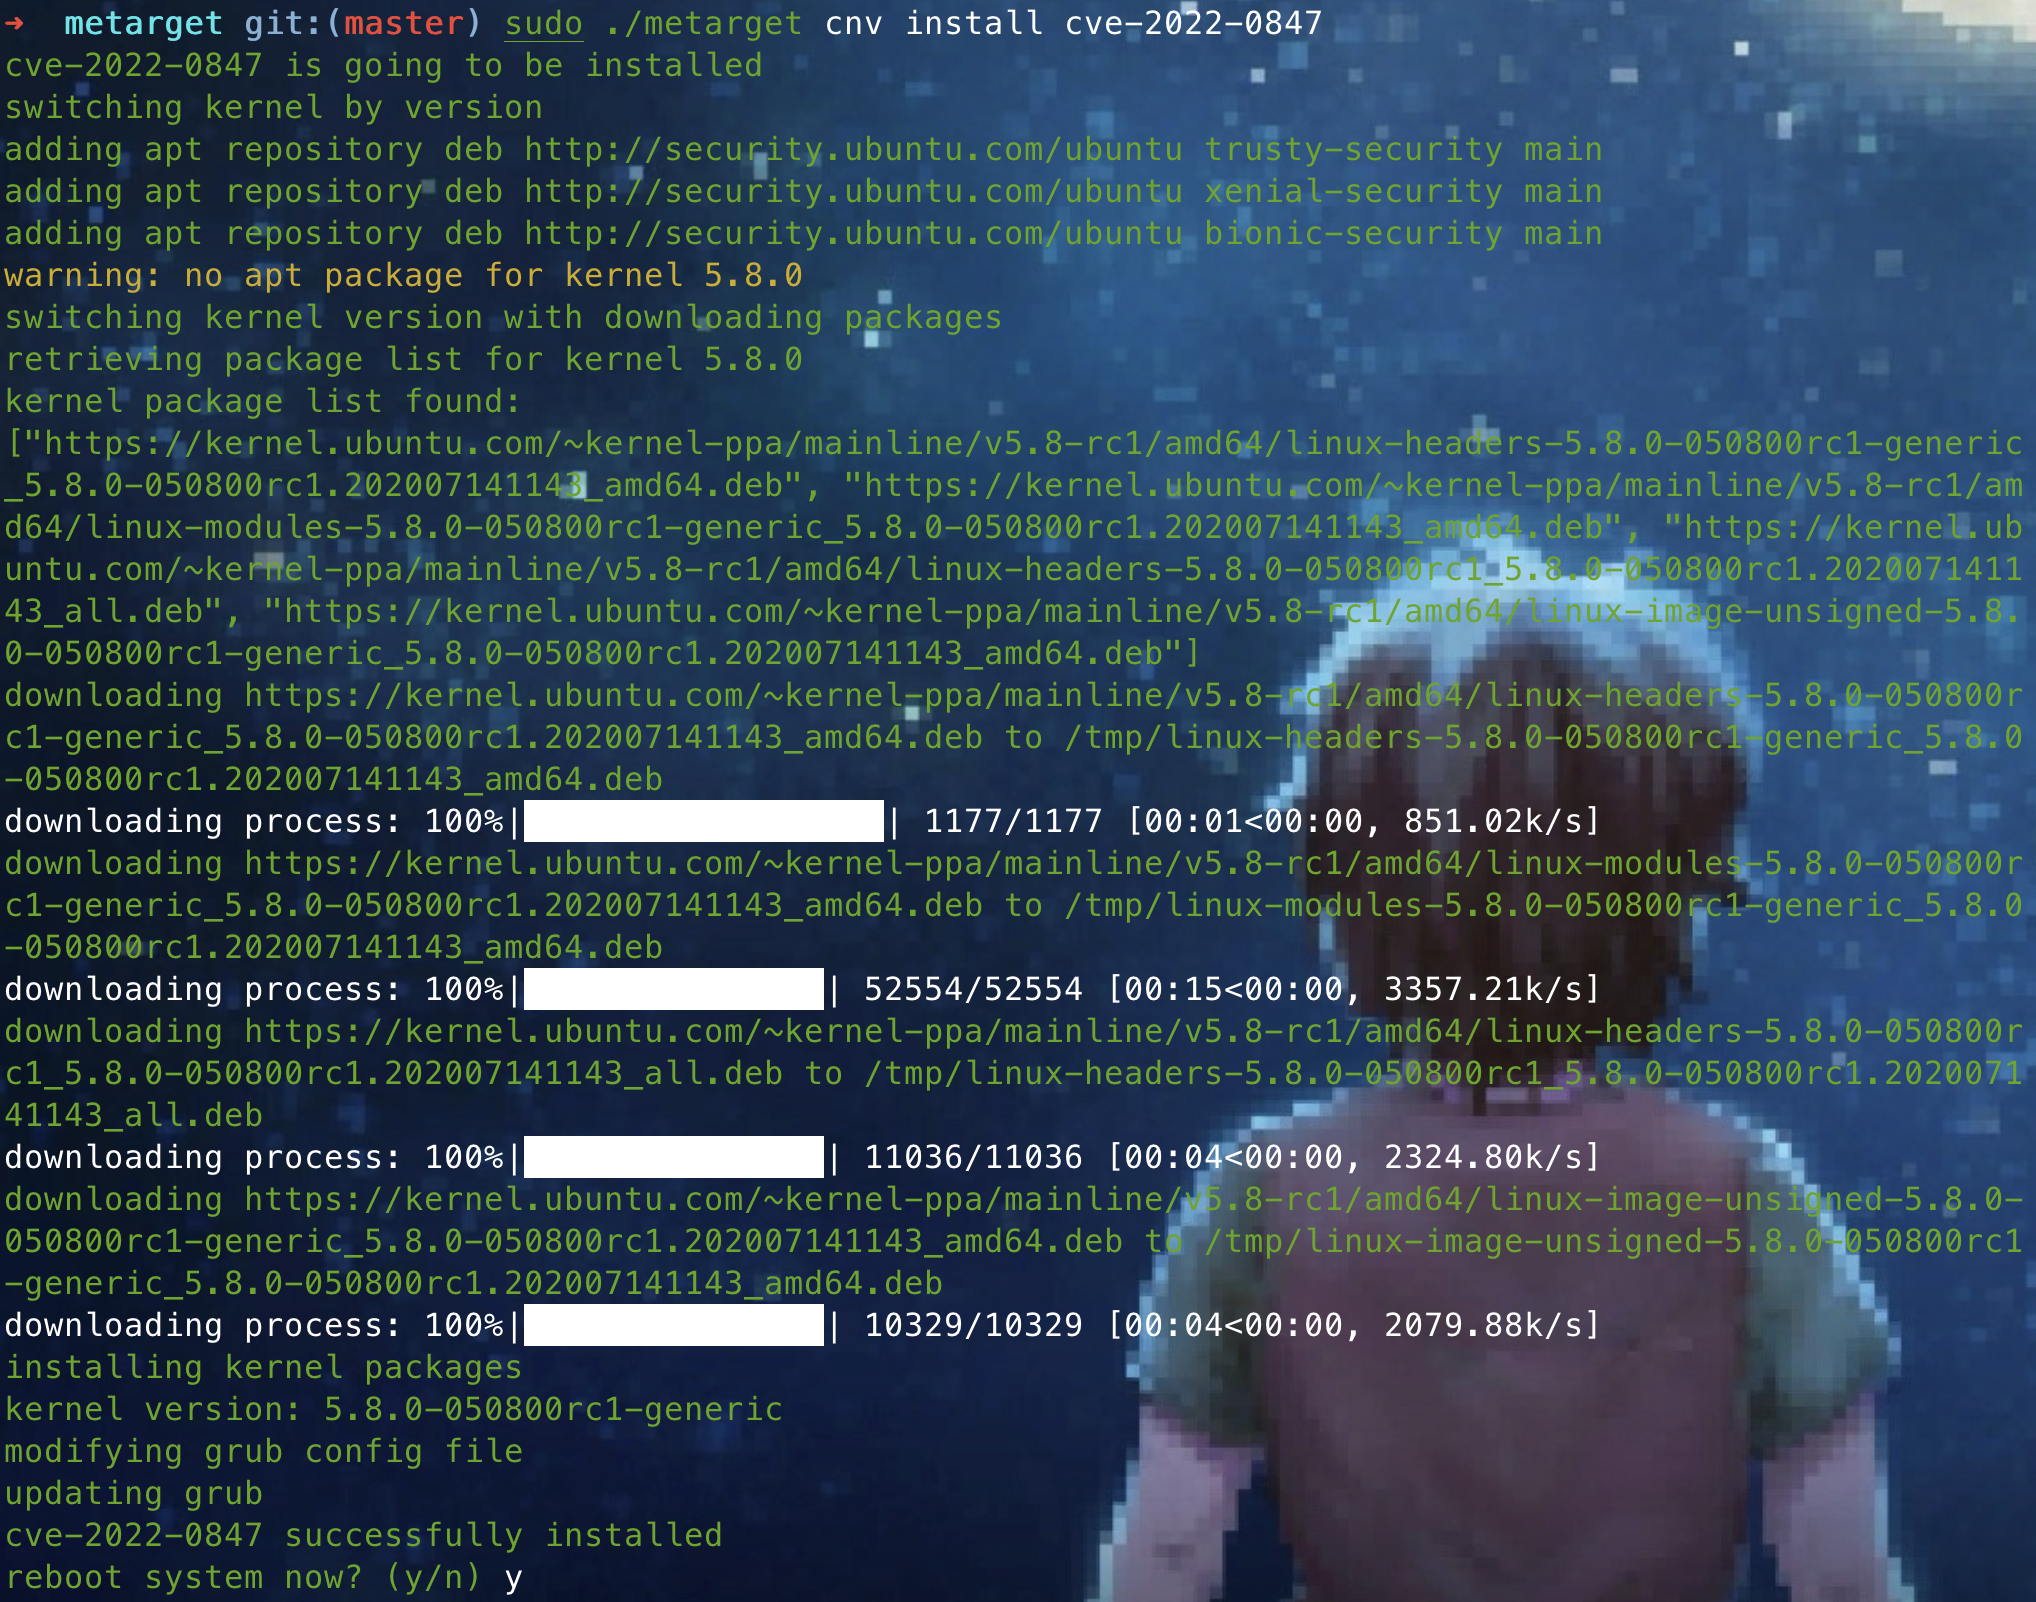 ➜  metarget git:(master) sudo ./metarget cnv install cve-2022-0847
cve-2022-0847 is going to be installed
switching kernel by version
adding apt repository deb http://security.ubuntu.com/ubuntu trusty-security main
adding apt repository deb http://security.ubuntu.com/ubuntu xenial-security main
adding apt repository deb http://security.ubuntu.com/ubuntu bionic-security main
warning: no apt package for kernel 5.8.0
switching kernel version with downloading packages
retrieving package list for kernel 5.8.0
kernel package list found:
["https://kernel.ubuntu.com/~kernel-ppa/mainline/v5.8-rc1/amd64/linux-headers-5.8.0-050800rc1-generic
_5.8.0-050800rc1.202007141143_amd64.deb", "https://kernel.ubuntu.com/~kernel-ppa/mainline/v5.8-rc1/am
d64/linux-modules-5.8.0-050800rc1-generic_5.8.0-050800rc1.202007141143_amd64.deb", "https://kernel.ub
untu.com/~kernel-ppa/mainline/v5.8-rc1/amd64/linux-headers-5.8.0-050800rc1_5.8.0-050800rc1.2020071411
43_all.deb", "https://kernel.ubuntu.com/~kernel-ppa/mainline/v5.8-rc1/amd64/linux-image-unsigned-5.8.
0-050800rc1-generic_5.8.0-050800rc1.202007141143_amd64.deb"]
downloading https://kernel.ubuntu.com/~kernel-ppa/mainline/v5.8-rc1/amd64/linux-headers-5.8.0-050800r
c1-generic_5.8.0-050800rc1.202007141143_amd64.deb to /tmp/linux-headers-5.8.0-050800rc1-generic_5.8.0
-050800rc1.202007141143_amd64.deb
downloading process: 100%|██████████████████| 1177/1177 [00:01<00:00, 851.02k/s]
downloading https://kernel.ubuntu.com/~kernel-ppa/mainline/v5.8-rc1/amd64/linux-modules-5.8.0-050800r
c1-generic_5.8.0-050800rc1.202007141143_amd64.deb to /tmp/linux-modules-5.8.0-050800rc1-generic_5.8.0
-050800rc1.202007141143_amd64.deb
downloading process: 100%|███████████████| 52554/52554 [00:15<00:00, 3357.21k/s]
downloading https://kernel.ubuntu.com/~kernel-ppa/mainline/v5.8-rc1/amd64/linux-headers-5.8.0-050800r
c1_5.8.0-050800rc1.202007141143_all.deb to /tmp/linux-headers-5.8.0-050800rc1_5.8.0-050800rc1.2020071
41143_all.deb
downloading process: 100%|███████████████| 11036/11036 [00:04<00:00, 2324.80k/s]
downloading https://kernel.ubuntu.com/~kernel-ppa/mainline/v5.8-rc1/amd64/linux-image-unsigned-5.8.0-
050800rc1-generic_5.8.0-050800rc1.202007141143_amd64.deb to /tmp/linux-image-unsigned-5.8.0-050800rc1
-generic_5.8.0-050800rc1.202007141143_amd64.deb
downloading process: 100%|███████████████| 10329/10329 [00:04<00:00, 2079.88k/s]
installing kernel packages
kernel version: 5.8.0-050800rc1-generic
modifying grub config file
updating grub
cve-2022-0847 successfully installed
reboot system now? (y/n) y